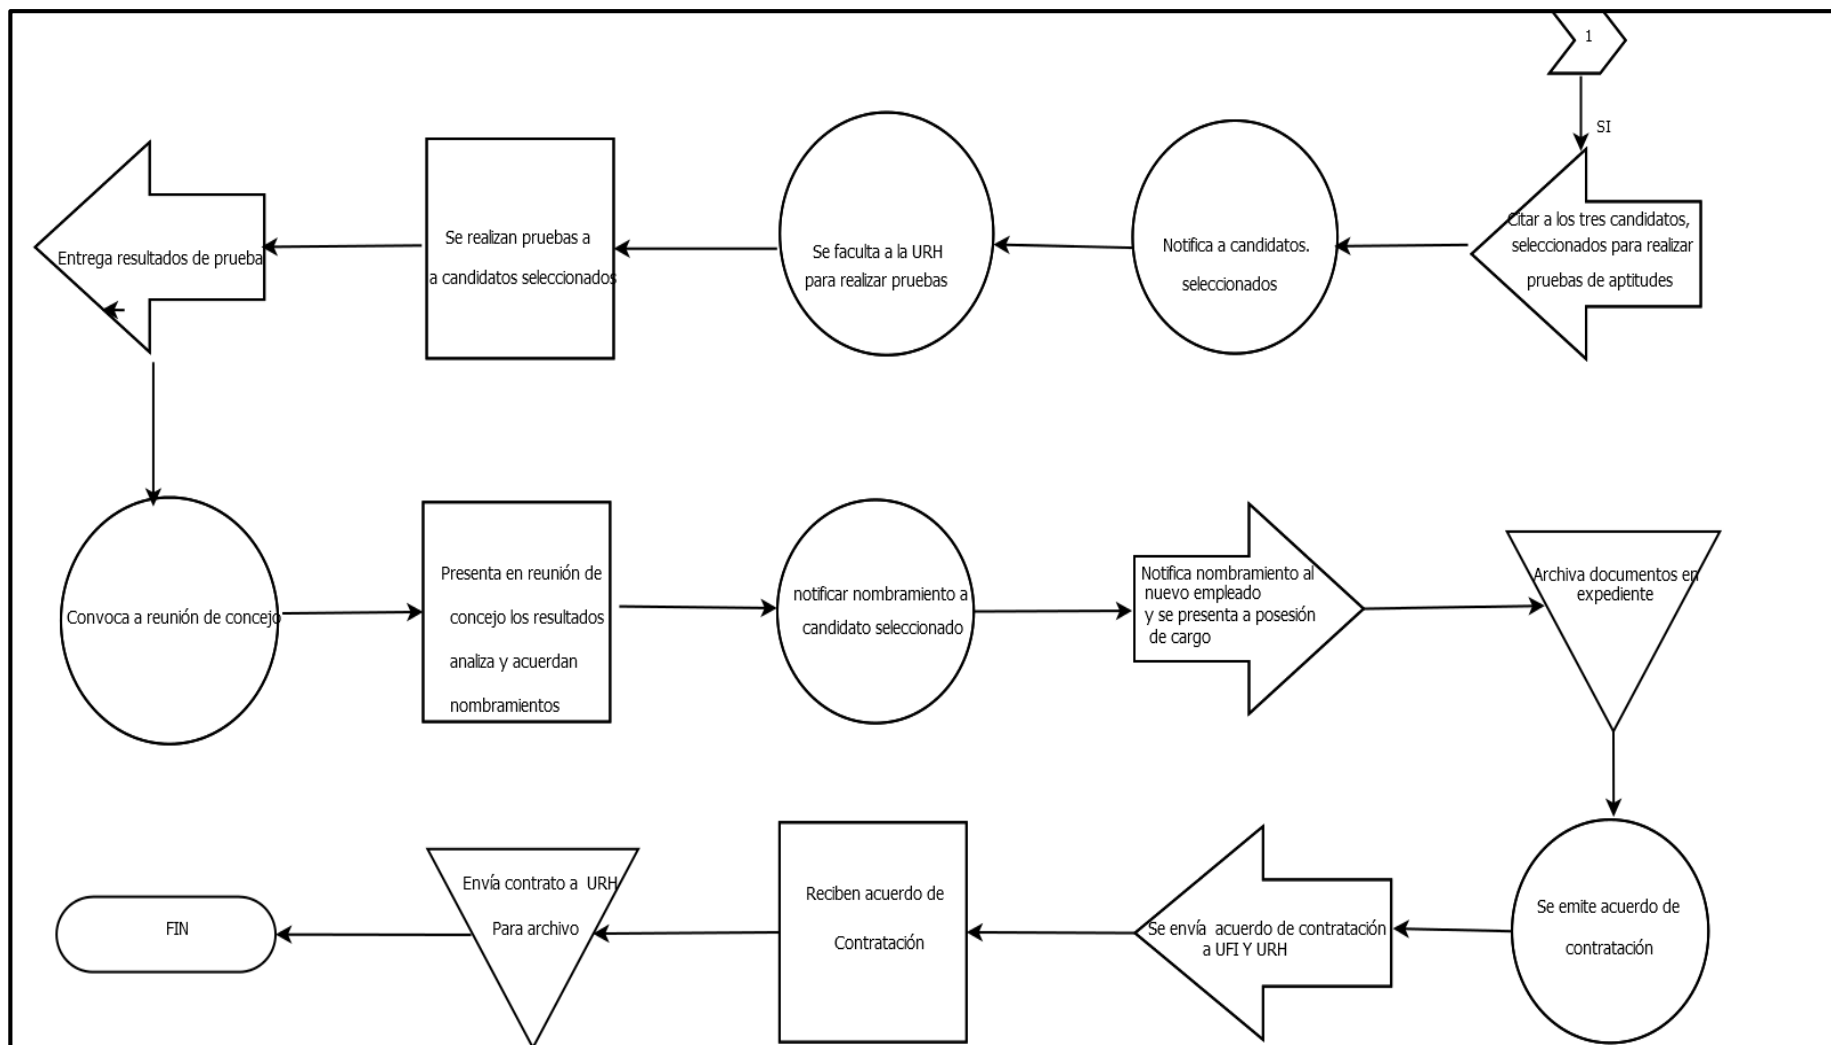 1
SI
Citar a los tres candidatos,
seleccionados para realizar
pruebas de aptitudes
Notifica a candidatos.
seleccionados
Se faculta a la URH
para realizar pruebas
Se realizan pruebas a
a candidatos seleccionados
Entrega resultados de prueba
Convoca a reunión de concejo
Presenta en reunión de
concejo los resultados
analiza y acuerdan
nombramientos
notificar nombramiento a
candidato seleccionado
Notifica nombramiento al
nuevo empleado
y se presenta a posesión
de cargo
Archiva documentos en
expediente
Se emite acuerdo de
contratación
Se envía acuerdo de contratación
a UFI Y URH
Reciben acuerdo de
Contratación
Envía contrato a URH
Para archivo
FIN